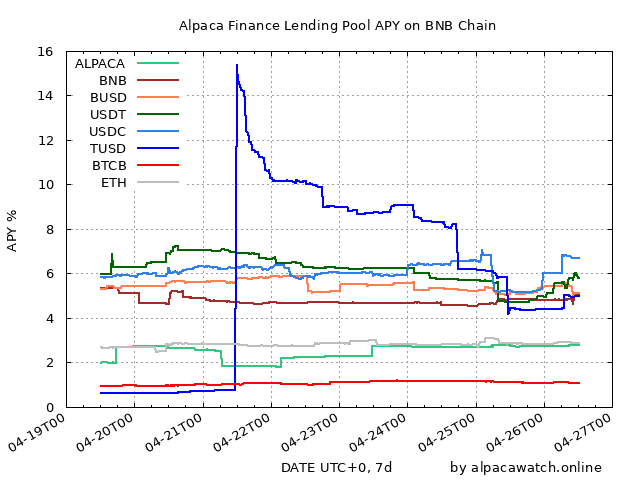 Alpaca Finance Lending Pool APY on BNB Chain
16
14
12
10
8
6
4
2
0
APY %
ALPACA
BNB
BUSD
USDT
USDC
TUSD
BTCB
ETH
04-19T00
04-20T00
04-21T00
04-22T00
04-23T00
04-24T00
04-25T00
04-26T00
04-27T00
DATE UTC+0, 7d
by alpacawatch.online